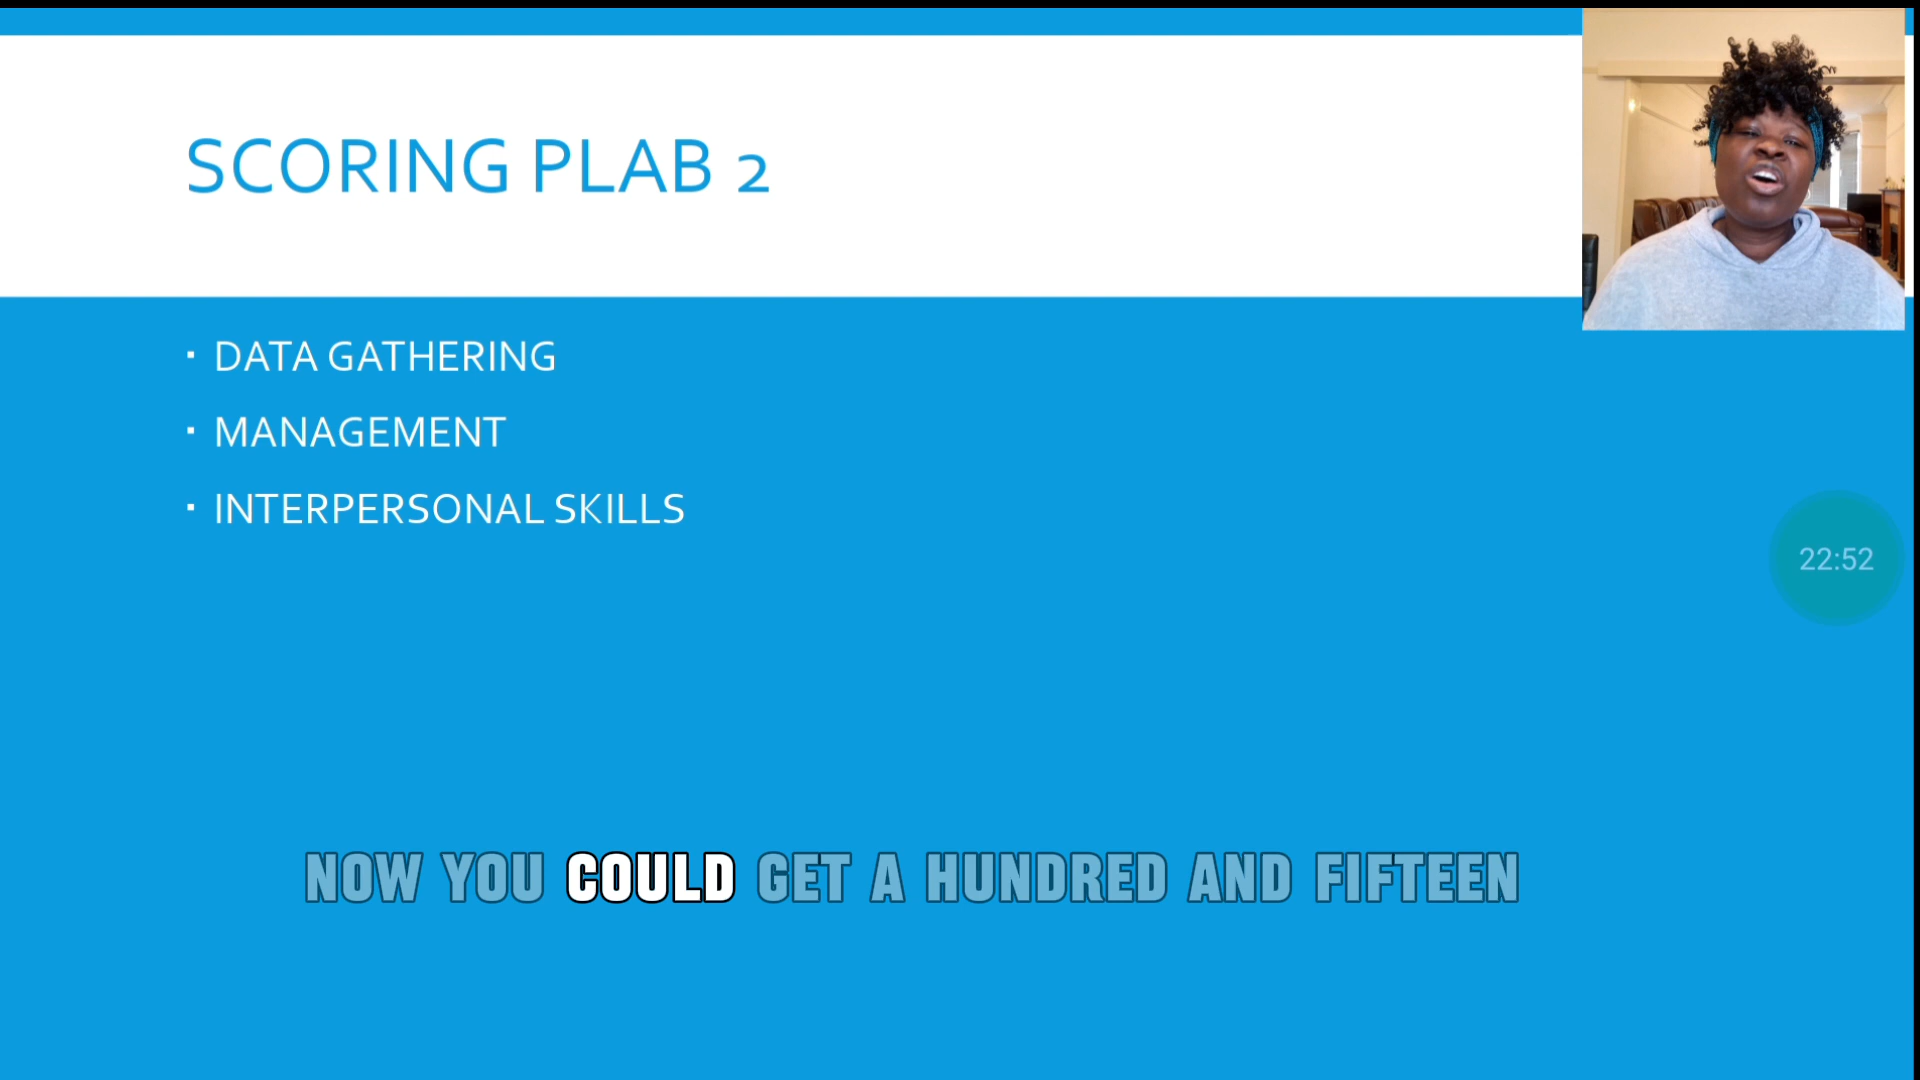 SCORING PLAB 2
▪ DATA GATHERING
▪ MANAGEMENT
▪ INTERPERSONAL SKILLS
22:52
NOW YOU COULD GET A HUNDRED AND FIFTEEN